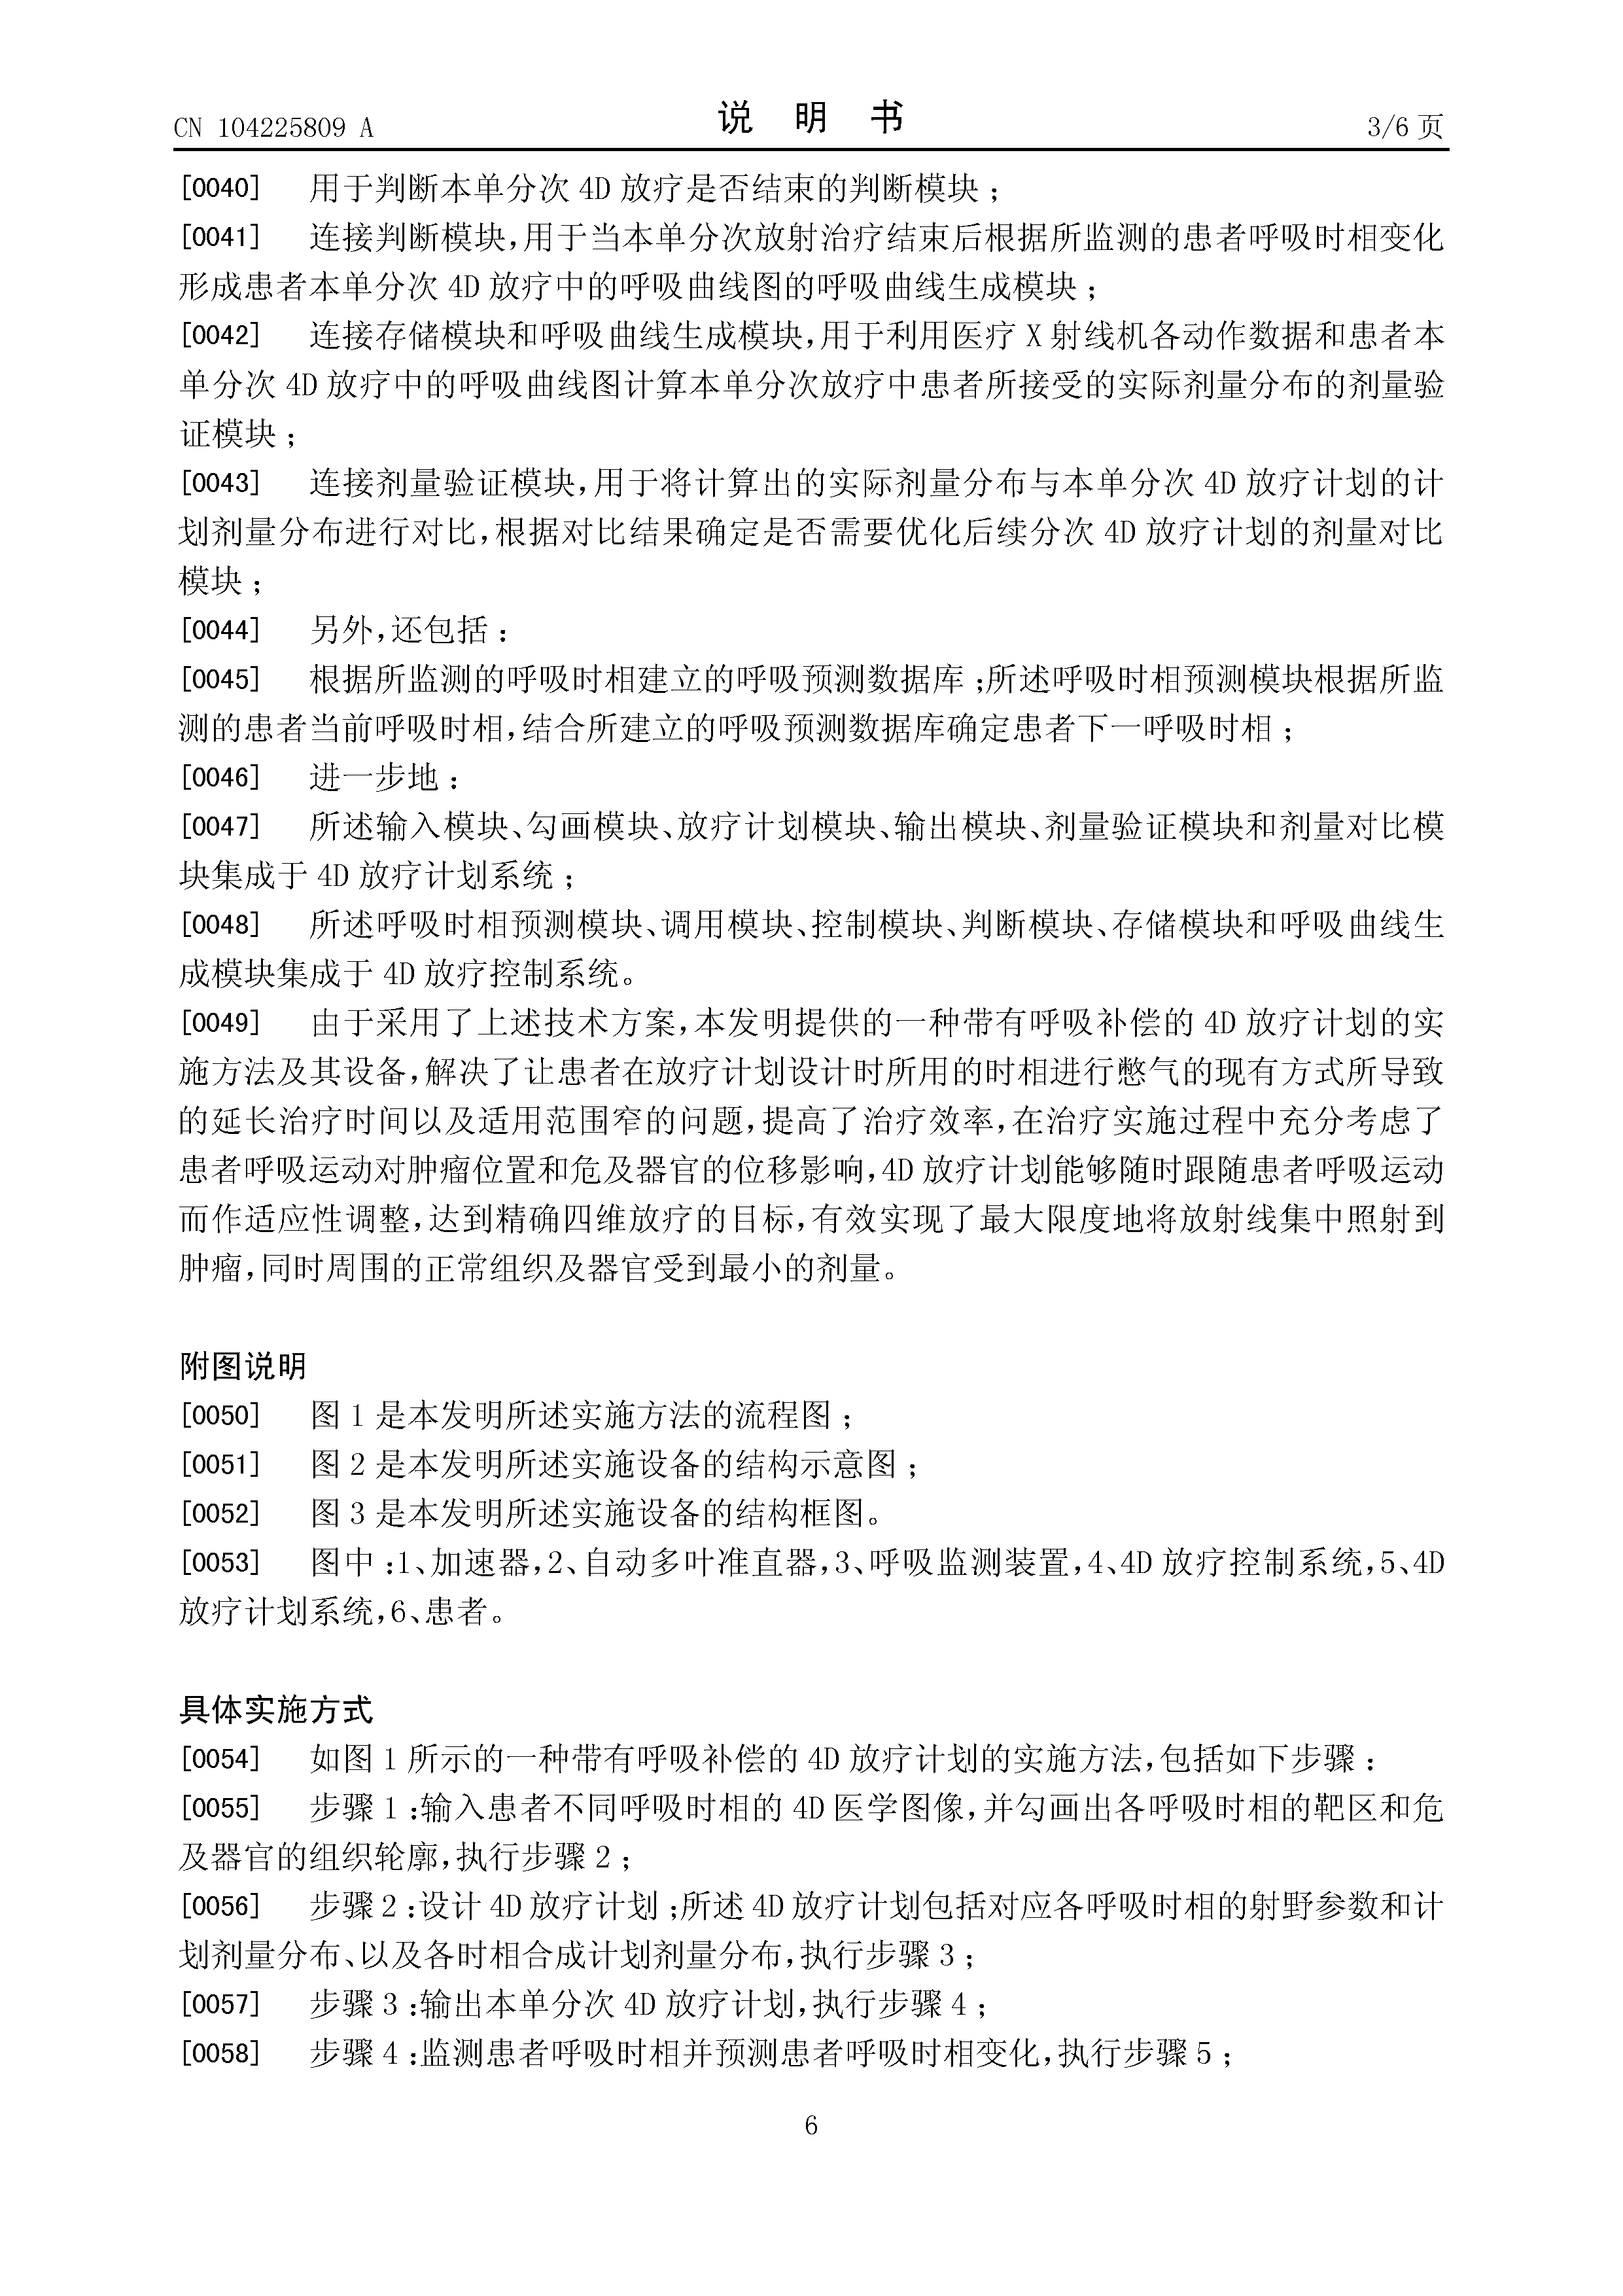 CN 104225809 A
说 明 书
3/6 页
[0040] 用于判断本单分次 4D 放疗是否结束的判断模块；
[0041] 连接判断模块，用于当本单分次放射治疗结束后根据所监测的患者呼吸时相变化
形成患者本单分次 4D 放疗中的呼吸曲线图的呼吸曲线生成模块；
[0042] 连接存储模块和呼吸曲线生成模块，用于利用医疗 X 射线机各动作数据和患者本
单分次 4D 放疗中的呼吸曲线图计算本单分次放疗中患者所接受的实际剂量分布的剂量验
证模块；
[0043] 连接剂量验证模块，用于将计算出的实际剂量分布与本单分次 4D 放疗计划的计
划剂量分布进行对比，根据对比结果确定是否需要优化后续分次 4D 放疗计划的剂量对比
模块；
[0044] 另外，还包括：
[0045] 根据所监测的呼吸时相建立的呼吸预测数据库；所述呼吸时相预测模块根据所监
测的患者当前呼吸时相，结合所建立的呼吸预测数据库确定患者下一呼吸时相；
[0046] 进一步地：
[0047] 所述输入模块、勾画模块、放疗计划模块、输出模块、剂量验证模块和剂量对比模
块集成于 4D 放疗计划系统；
[0048] 所述呼吸时相预测模块、调用模块、控制模块、判断模块、存储模块和呼吸曲线生
成模块集成于 4D 放疗控制系统。
[0049] 由于采用了上述技术方案，本发明提供的一种带有呼吸补偿的 4D 放疗计划的实
施方法及其设备，解决了让患者在放疗计划设计时所用的时相进行憋气的现有方式所导致
的延长治疗时间以及适用范围窄的问题，提高了治疗效率，在治疗实施过程中充分考虑了
患者呼吸运动对肿瘤位置和危及器官的位移影响，4D 放疗计划能够随时跟随患者呼吸运动
而作适应性调整，达到精确四维放疗的目标，有效实现了最大限度地将放射线集中照射到
肿瘤，同时周围的正常组织及器官受到最小的剂量。
附图说明
[0050] 图 1 是本发明所述实施方法的流程图；
[0051] 图 2 是本发明所述实施设备的结构示意图；
[0052] 图 3 是本发明所述实施设备的结构框图。
[0053] 图中：1、加速器，2、自动多叶准直器，3、呼吸监测装置，4、4D 放疗控制系统，5、4D
放疗计划系统，6、患者。
具体实施方式
[0054] 如图 1 所示的一种带有呼吸补偿的 4D 放疗计划的实施方法，包括如下步骤：
[0055] 步骤 1：输入患者不同呼吸时相的 4D 医学图像，并勾画出各呼吸时相的靶区和危
及器官的组织轮廓，执行步骤 2；
[0056] 步骤 2：设计 4D 放疗计划；所述 4D 放疗计划包括对应各呼吸时相的射野参数和计
划剂量分布、以及各时相合成计划剂量分布，执行步骤 3；
[0057] 步骤 3：输出本单分次 4D 放疗计划，执行步骤 4；
[0058] 步骤 4：监测患者呼吸时相并预测患者呼吸时相变化，执行步骤 5；
6